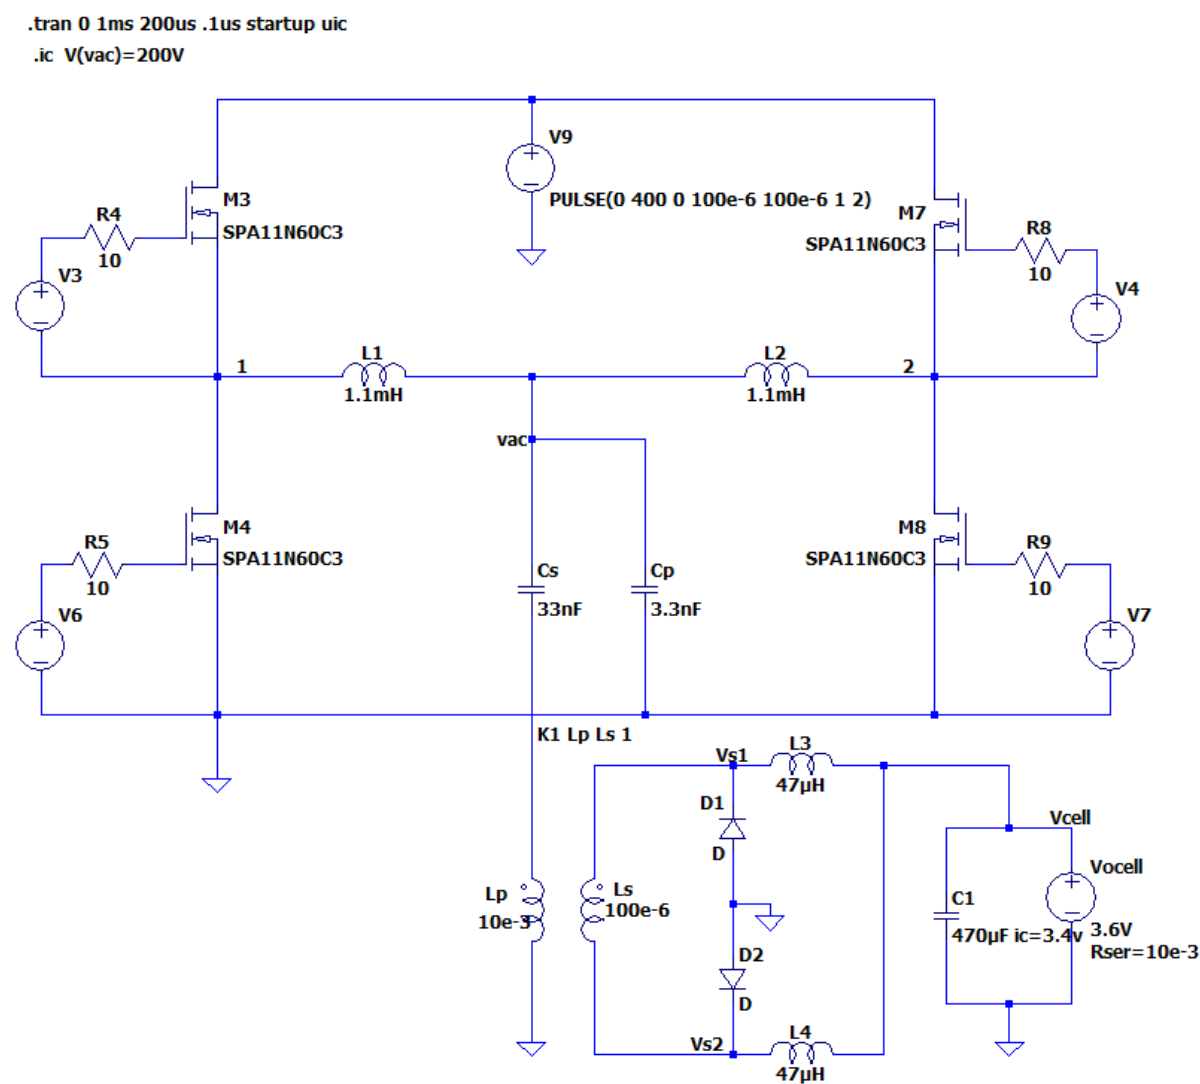 .tran 0 1ms 200us .1us startup uic
.ic  V(vac)=200V
V9
PULSE(0 400 0 100e-6 100e-6 1 2)
M3
SPA11N60C3
R4
10
V3
M7
SPA11N60C3
R8
10
V4
1
L1
1.1mH
L2
1.1mH
2
vac
M4
SPA11N60C3
R5
10
V6
Cs
33nF
Cp
3.3nF
M8
SPA11N60C3
R9
10
V7
K1 Lp Ls 1
Vs1
L3
47µH
D1
D
Lp
10e-3
Ls
100e-6
D2
D
Vs2
L4
47µH
Vcell
C1
470µF ic=3.4v
Vocell
3.6V
Rser=10e-3